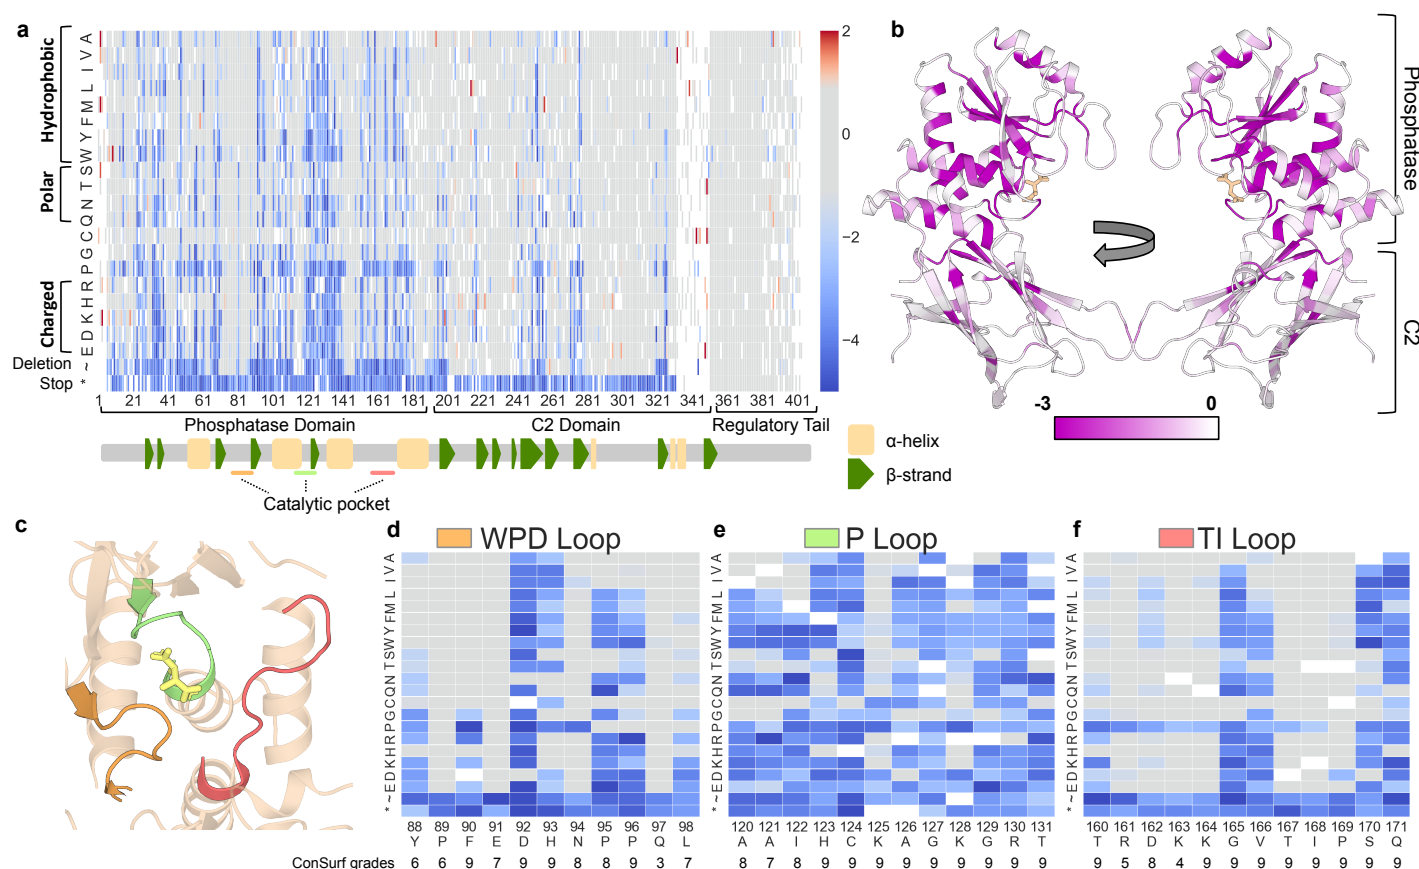 a
Hydrophobic
Polar
Charged
A
V
I
L
M
F
Y
W
S
T
N
Q
C
G
P
R
H
K
D
E
Deletion ~
Stop *
1 21 41 61 81 101 121 141 161 181 201 221 241 261 281 301 321 341 361 381 401
Phosphatase Domain C2 Domain Regulatory Tail
Catalytic pocket
α-helix
β-strand
2
0
−2
−4
b
Phosphatase
C2
-3 0
c
d WPD Loop
A
V
I
L
M
F
Y
W
S
T
N
Q
C
G
P
R
H
K
D
E
~
*
88 89 90 91 92 93 94 95 96 97 98
Y P F E D H N P P Q L
ConSurf grades 6 6 9 7 9 9 8 8 9 3 7
e P Loop
A
V
I
L
M
F
Y
W
S
T
N
Q
C
G
P
R
H
K
D
E
~
*
120 121 122 123 124 125 126 127 128 129 130 131
A A I H C K A G K G R T
8 7 8 9 9 9 9 9 9 9 9 9
f TI Loop
A
V
I
L
M
F
Y
W
S
T
N
Q
C
G
P
R
H
K
D
E
~
*
160 161 162 163 164 165 166 167 168 169 170 171
T R D K K G V T I P S Q
9 5 8 4 9 9 9 9 9 9 9 9